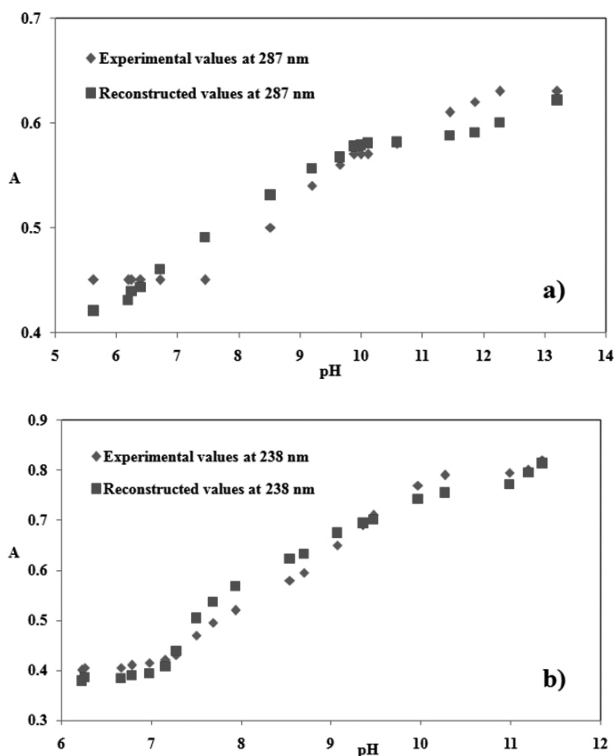 0.7
Experimental values at 287 nm
Reconstructed values at 287 nm
0.6
A
0.5
a)
0.4
5 6 7 8 9 10 11 12 13 14
pH
0.9
Experimental values at 238 nm
0.8
Reconstructed values at 238 nm
0.7
A
0.6
0.5
0.4
b)
0.3
6 7 8 9 10 11 12
pH